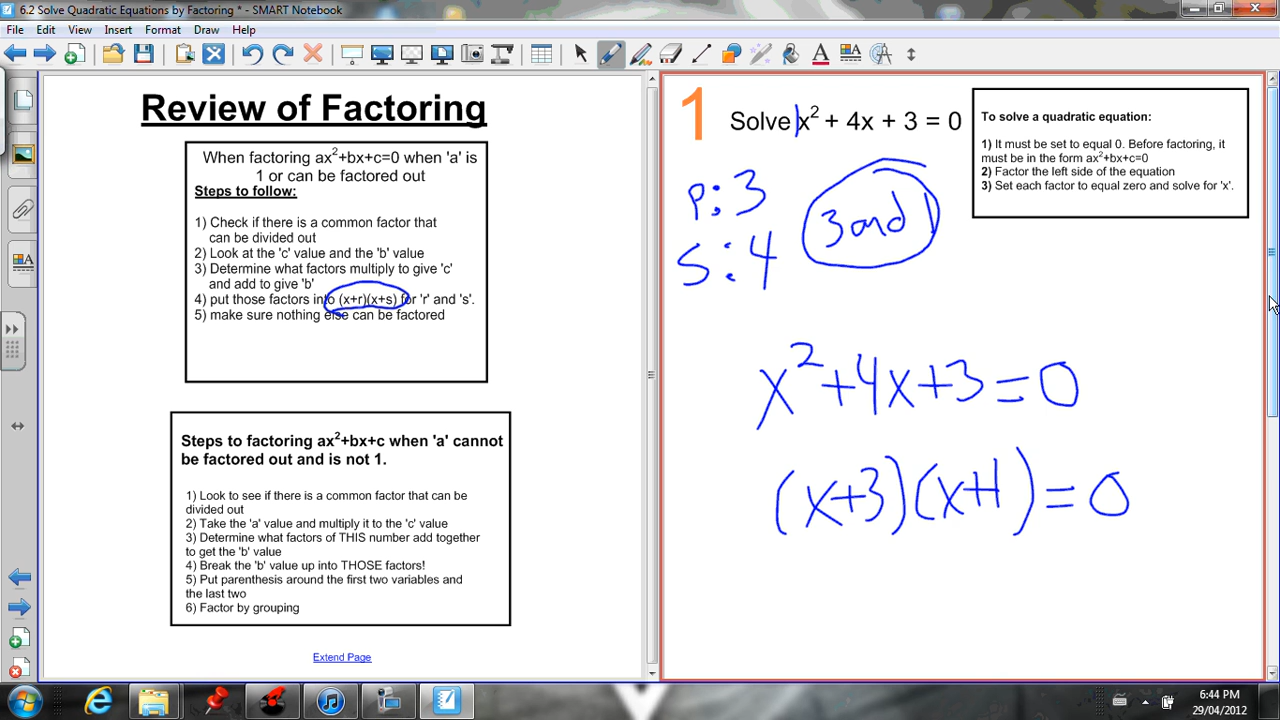 6.2 Solve Quadratic Equations by Factoring * - SMART Notebook
File Edit View Insert Format Draw Help
Review of Factoring
When factoring ax²+bx+c=0 when 'a' is
1 or can be factored out
Steps to follow:
1) Check if there is a common factor that
can be divided out
2) Look at the 'c' value and the 'b' value
3) Determine what factors multiply to give 'c'
and add to give 'b'
4) put those factors into (x+r)(x+s) for 'r' and 's'.
5) make sure nothing else can be factored
Steps to factoring ax²+bx+c when 'a' cannot
be factored out and is not 1.
1) Look to see if there is a common factor that can be
divided out
2) Take the 'a' value and multiply it to the 'c' value
3) Determine what factors of THIS number add together
to get the 'b' value
4) Break the 'b' value up into THOSE factors!
5) Put parenthesis around the first two variables and
the last two
6) Factor by grouping
Extend Page
1 Solve x² + 4x + 3 = 0
To solve a quadratic equation:
1) It must be set to equal 0. Before factoring, it
must be in the form ax²+bx+c=0
2) Factor the left side of the equation
3) Set each factor to equal zero and solve for 'x'.
p: 3
S: 4
3 and 1
x²+4x+3=0
(x+3)(x+1)=0
6:44 PM
29/04/2012